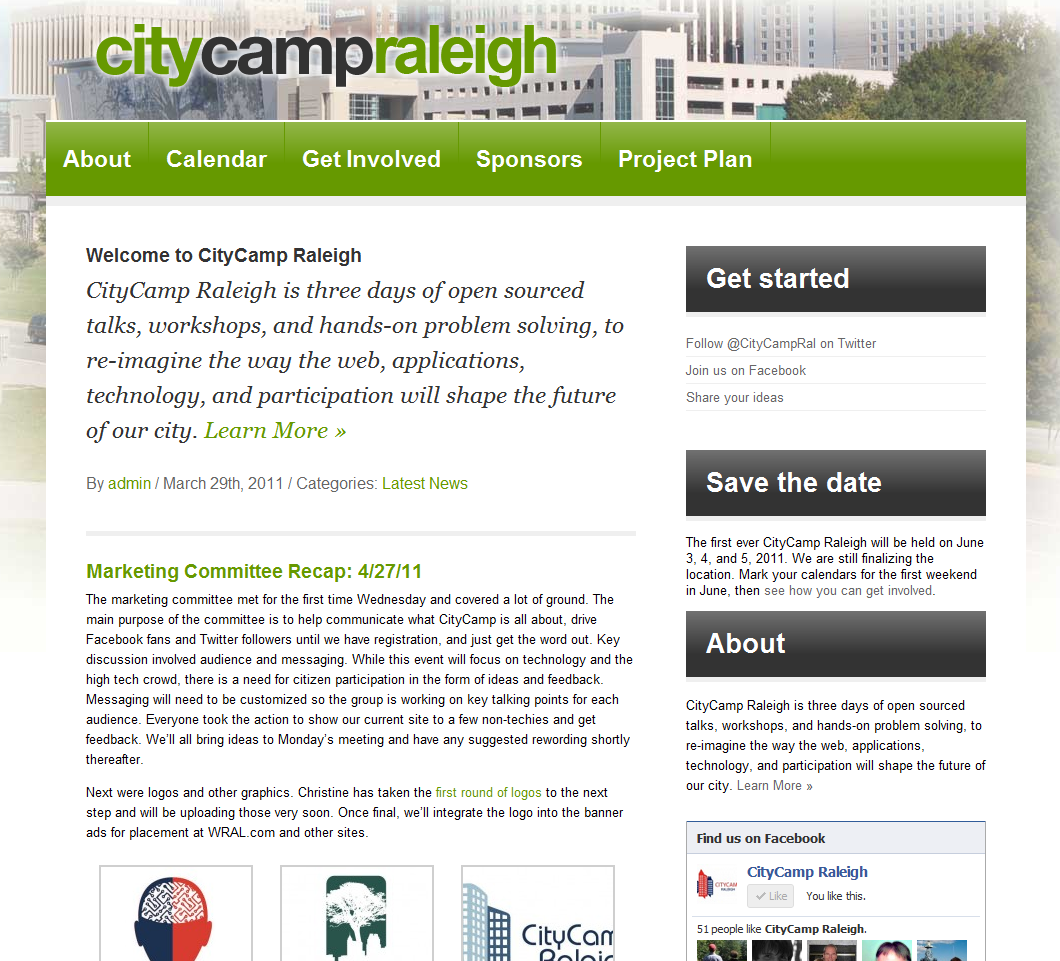 citycampraleigh
About Calendar Get Involved Sponsors Project Plan
Welcome to CityCamp Raleigh
CityCamp Raleigh is three days of open sourced
talks, workshops, and hands-on problem solving, to
re-imagine the way the web, applications,
technology, and participation will shape the future
of our city. Learn More »
By admin / March 29th, 2011 / Categories: Latest News
Marketing Committee Recap: 4/27/11
The marketing committee met for the first time Wednesday and covered a lot of ground. The
main purpose of the committee is to help communicate what CityCamp is all about, drive
Facebook fans and Twitter followers until we have registration, and just get the word out. Key
discussion involved audience and messaging. While this event will focus on technology and the
high tech crowd, there is a need for citizen participation in the form of ideas and feedback.
Messaging will need to be customized so the group is working on key talking points for each
audience. Everyone took the action to show our current site to a few non-techies and get
feedback. We'll all bring ideas to Monday's meeting and have any suggested rewording shortly
thereafter.
Next were logos and other graphics. Christine has taken the first round of logos to the next
step and will be uploading those very soon. Once final, we'll integrate the logo into the banner
ads for placement at WRAL.com and other sites.
CityCam
Raleig
Get started
Follow @CityCampRal on Twitter
Join us on Facebook
Share your ideas
Save the date
The first ever CityCamp Raleigh will be held on June
3, 4, and 5, 2011. We are still finalizing the
location. Mark your calendars for the first weekend
in June, then see how you can get involved.
About
CityCamp Raleigh is three days of open sourced
talks, workshops, and hands-on problem solving, to
re-imagine the way the web, applications,
technology, and participation will shape the future of
our city. Learn More »
Find us on Facebook
CITYCAM
RALEIGH
CityCamp Raleigh
Like You like this.
51 people like CityCamp Raleigh.